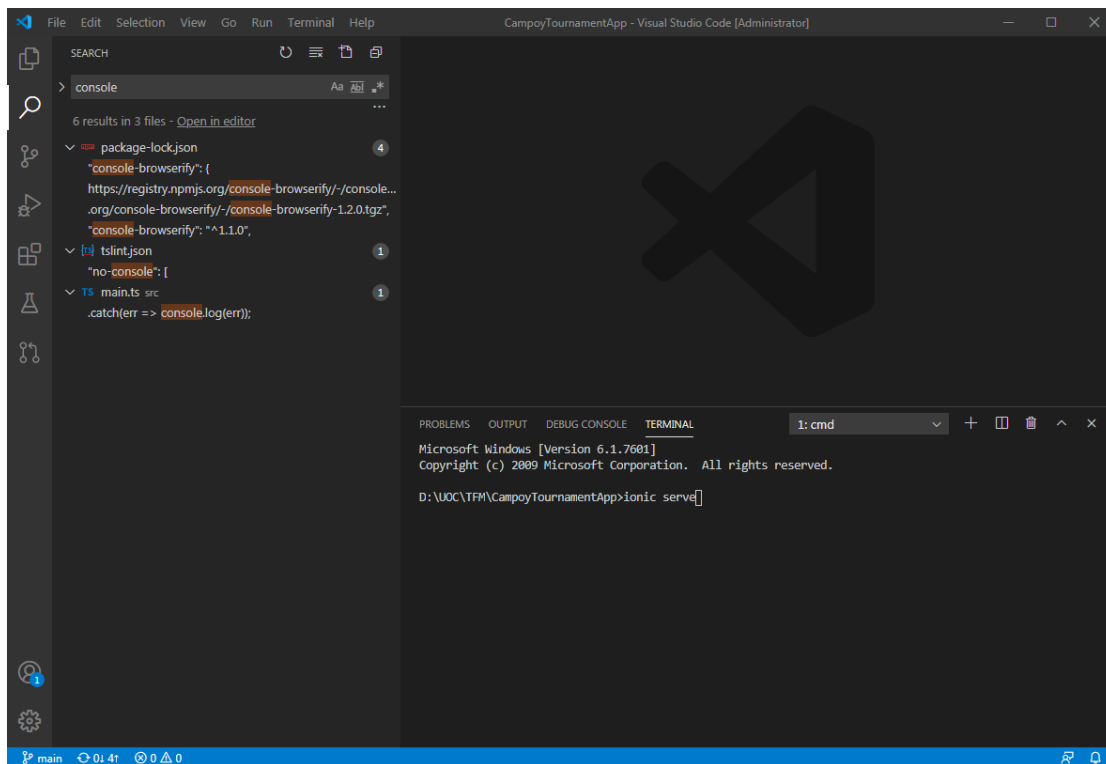 File Edit Selection View Go Run Terminal Help CampoyTournamentApp - Visual Studio Code [Administrator]
SEARCH
console Aa Abl .*
...
6 results in 3 files - Open in editor
package-lock.json 4
"console-browserify": {
https://registry.npmjs.org/console-browserify/-/console...
.org/console-browserify/-/console-browserify-1.2.0.tgz",
"console-browserify": "^1.1.0",
tslint.json 1
"no-console": [
TS main.ts src 1
.catch(err => console.log(err));
PROBLEMS OUTPUT DEBUG CONSOLE TERMINAL 1: cmd
Microsoft Windows [Version 6.1.7601]
Copyright (c) 2009 Microsoft Corporation. All rights reserved.
D:\UOC\TFM\CampoyTournamentApp>ionic serve
1
main 0↓ 4↑ 0 0